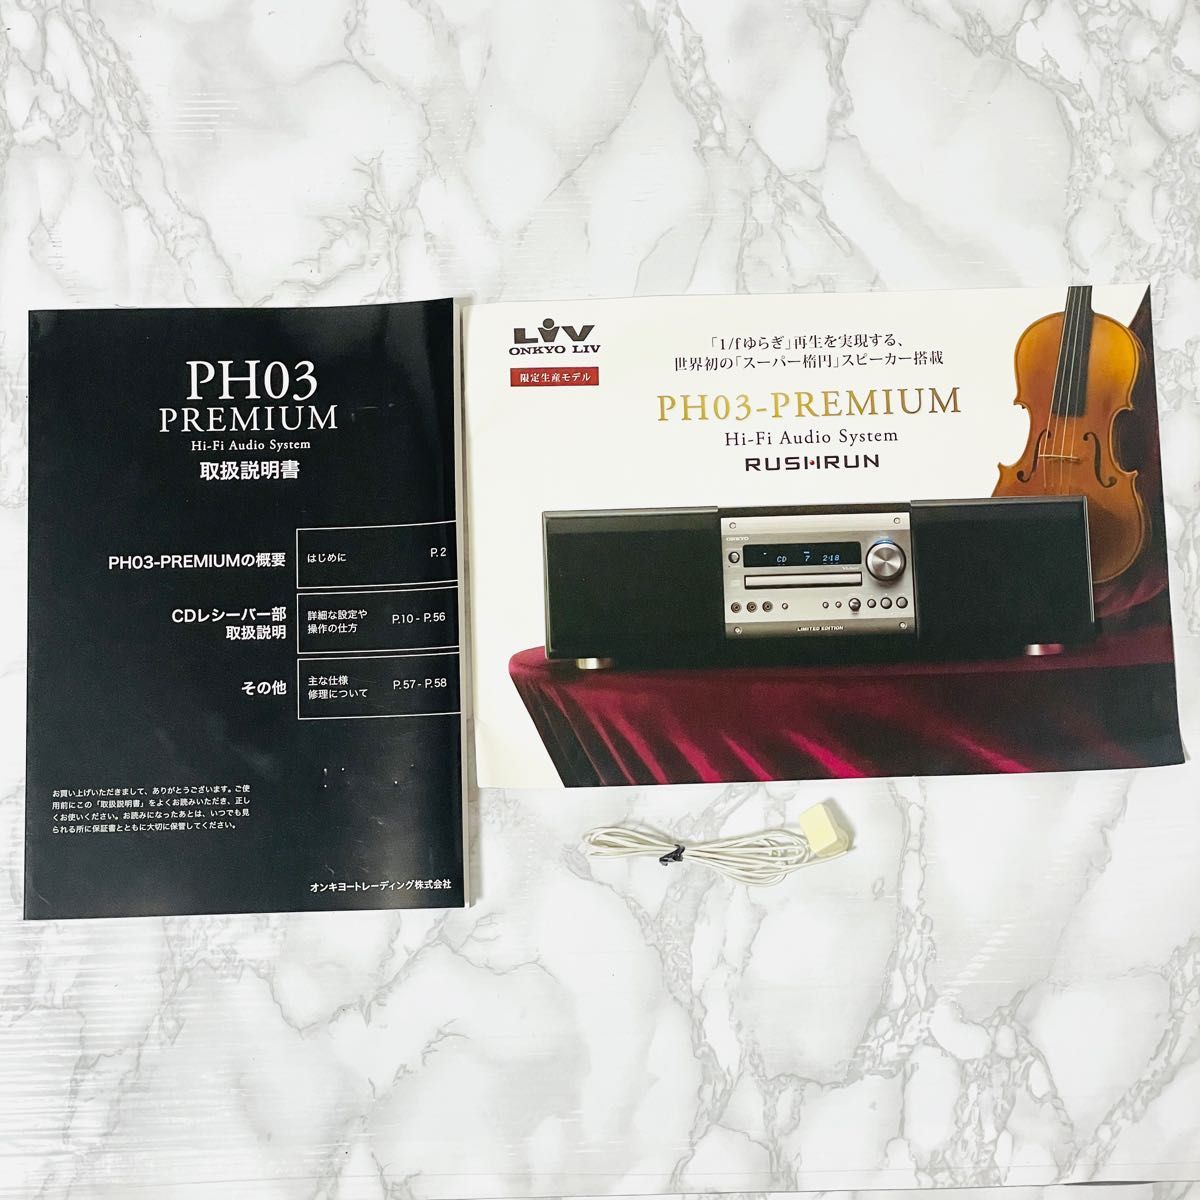 PH03
PREMIUM
Hi-Fi Audio System
取扱説明書
PH03-PREMIUMの概要
はじめに P.2
CDレシーバー部
取扱説明
詳細な設定や
操作の仕方 P.10 - P.56
その他
主な仕様
修理について P.57 - P.58
お買い上げいただきまして、ありがとうございます。ご使
用前にこの「取扱説明書」をよくお読みいただき、正し
くお使いください。お読みになったあとは、いつでも見
られる所に保証書とともに大切に保管してください。
オンキヨートレーディング株式会社
LiV
ONKYO LIV
限定生産モデル
「1/fゆらぎ」再生を実現する、
世界初の「スーパー楕円」スピーカー搭載
PH03-PREMIUM
Hi-Fi Audio System
RUSHRUN
ONKYO
CD 7 2:18
LIMITED EDITION